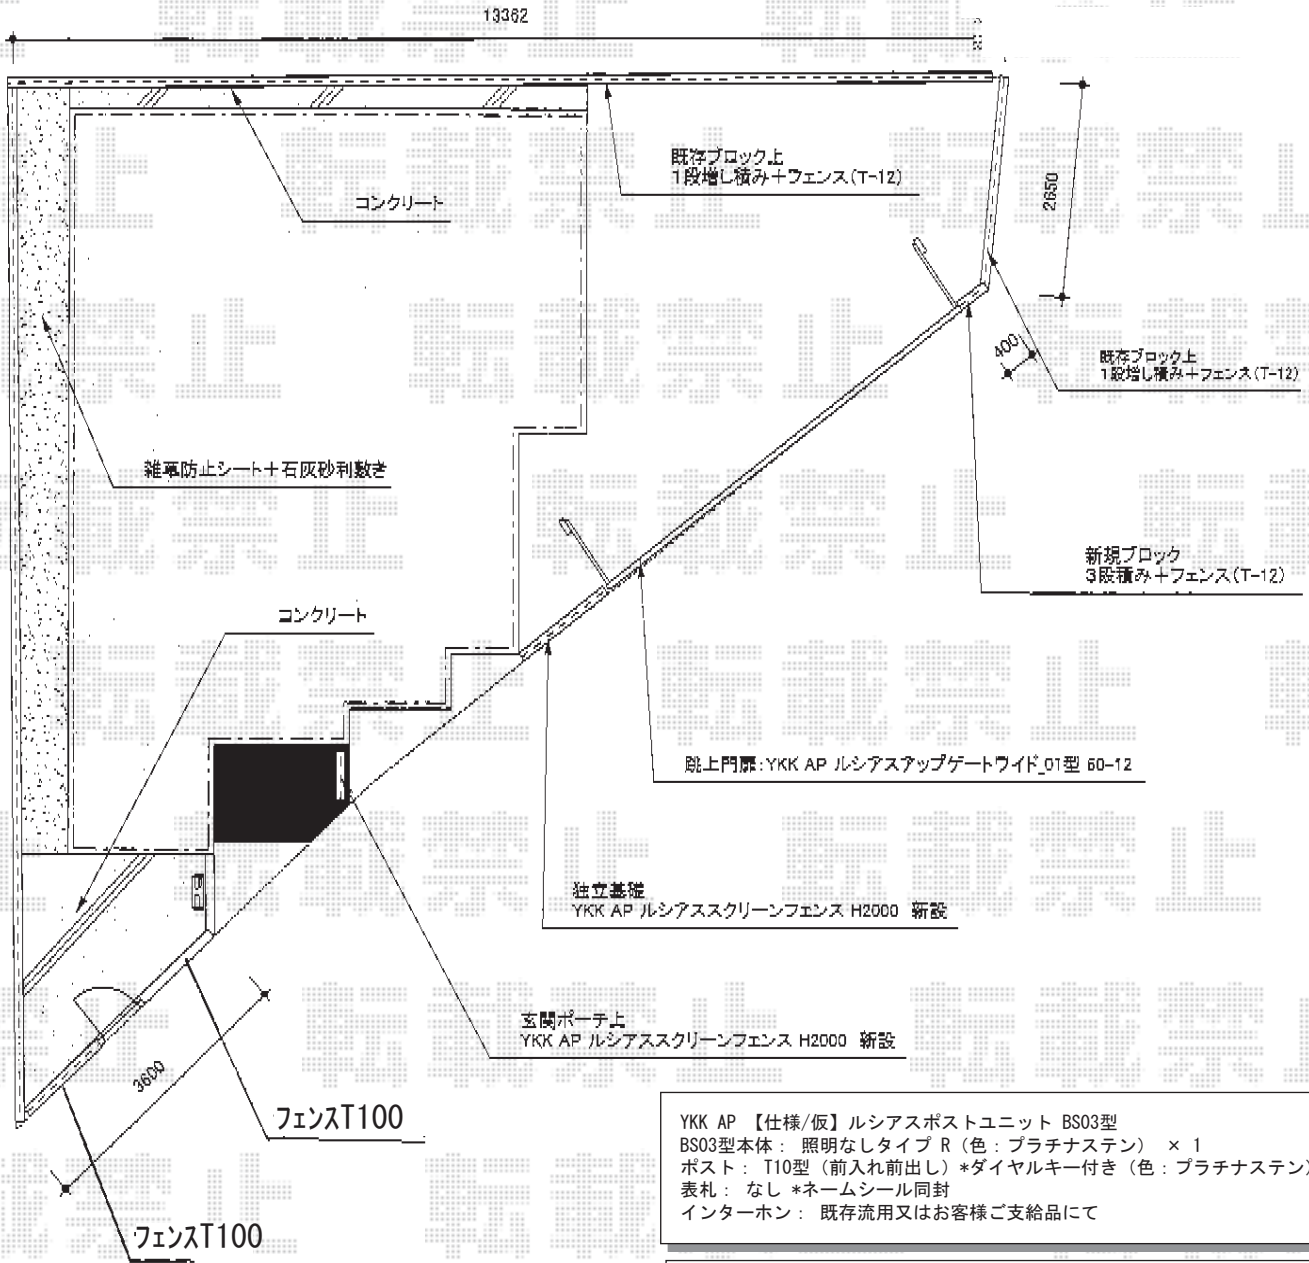 13362
既存ブロック上
1段増し積み＋フェンス(T-12)
コンクリート
2650
400
既存ブロック上
1段増し積み＋フェンス(T-12)
雑草防止シート＋石灰砂利敷き
新規ブロック
3段積み＋フェンス(T-12)
コンクリート
跳上門扉：YKK AP ルシアスアップゲートワイド_01型 60-12
独立基礎
YKK AP ルシアススクリーンフェンス H2000 新設
玄関ポーチ上
YKK AP ルシアススクリーンフェンス H2000 新設
3600
フェンスT100
フェンスT100
YKK AP 【仕様/仮】ルシアスポストユニット BS03型
BS03型本体： 照明なしタイプ R（色：プラチナステン） × 1
ポスト： T10型（前入れ前出し）*ダイヤルキー付き（色：プラチナステン）
表札： なし *ネームシール同封
インターホン： 既存流用又はお客様ご支給品にて
転載禁止